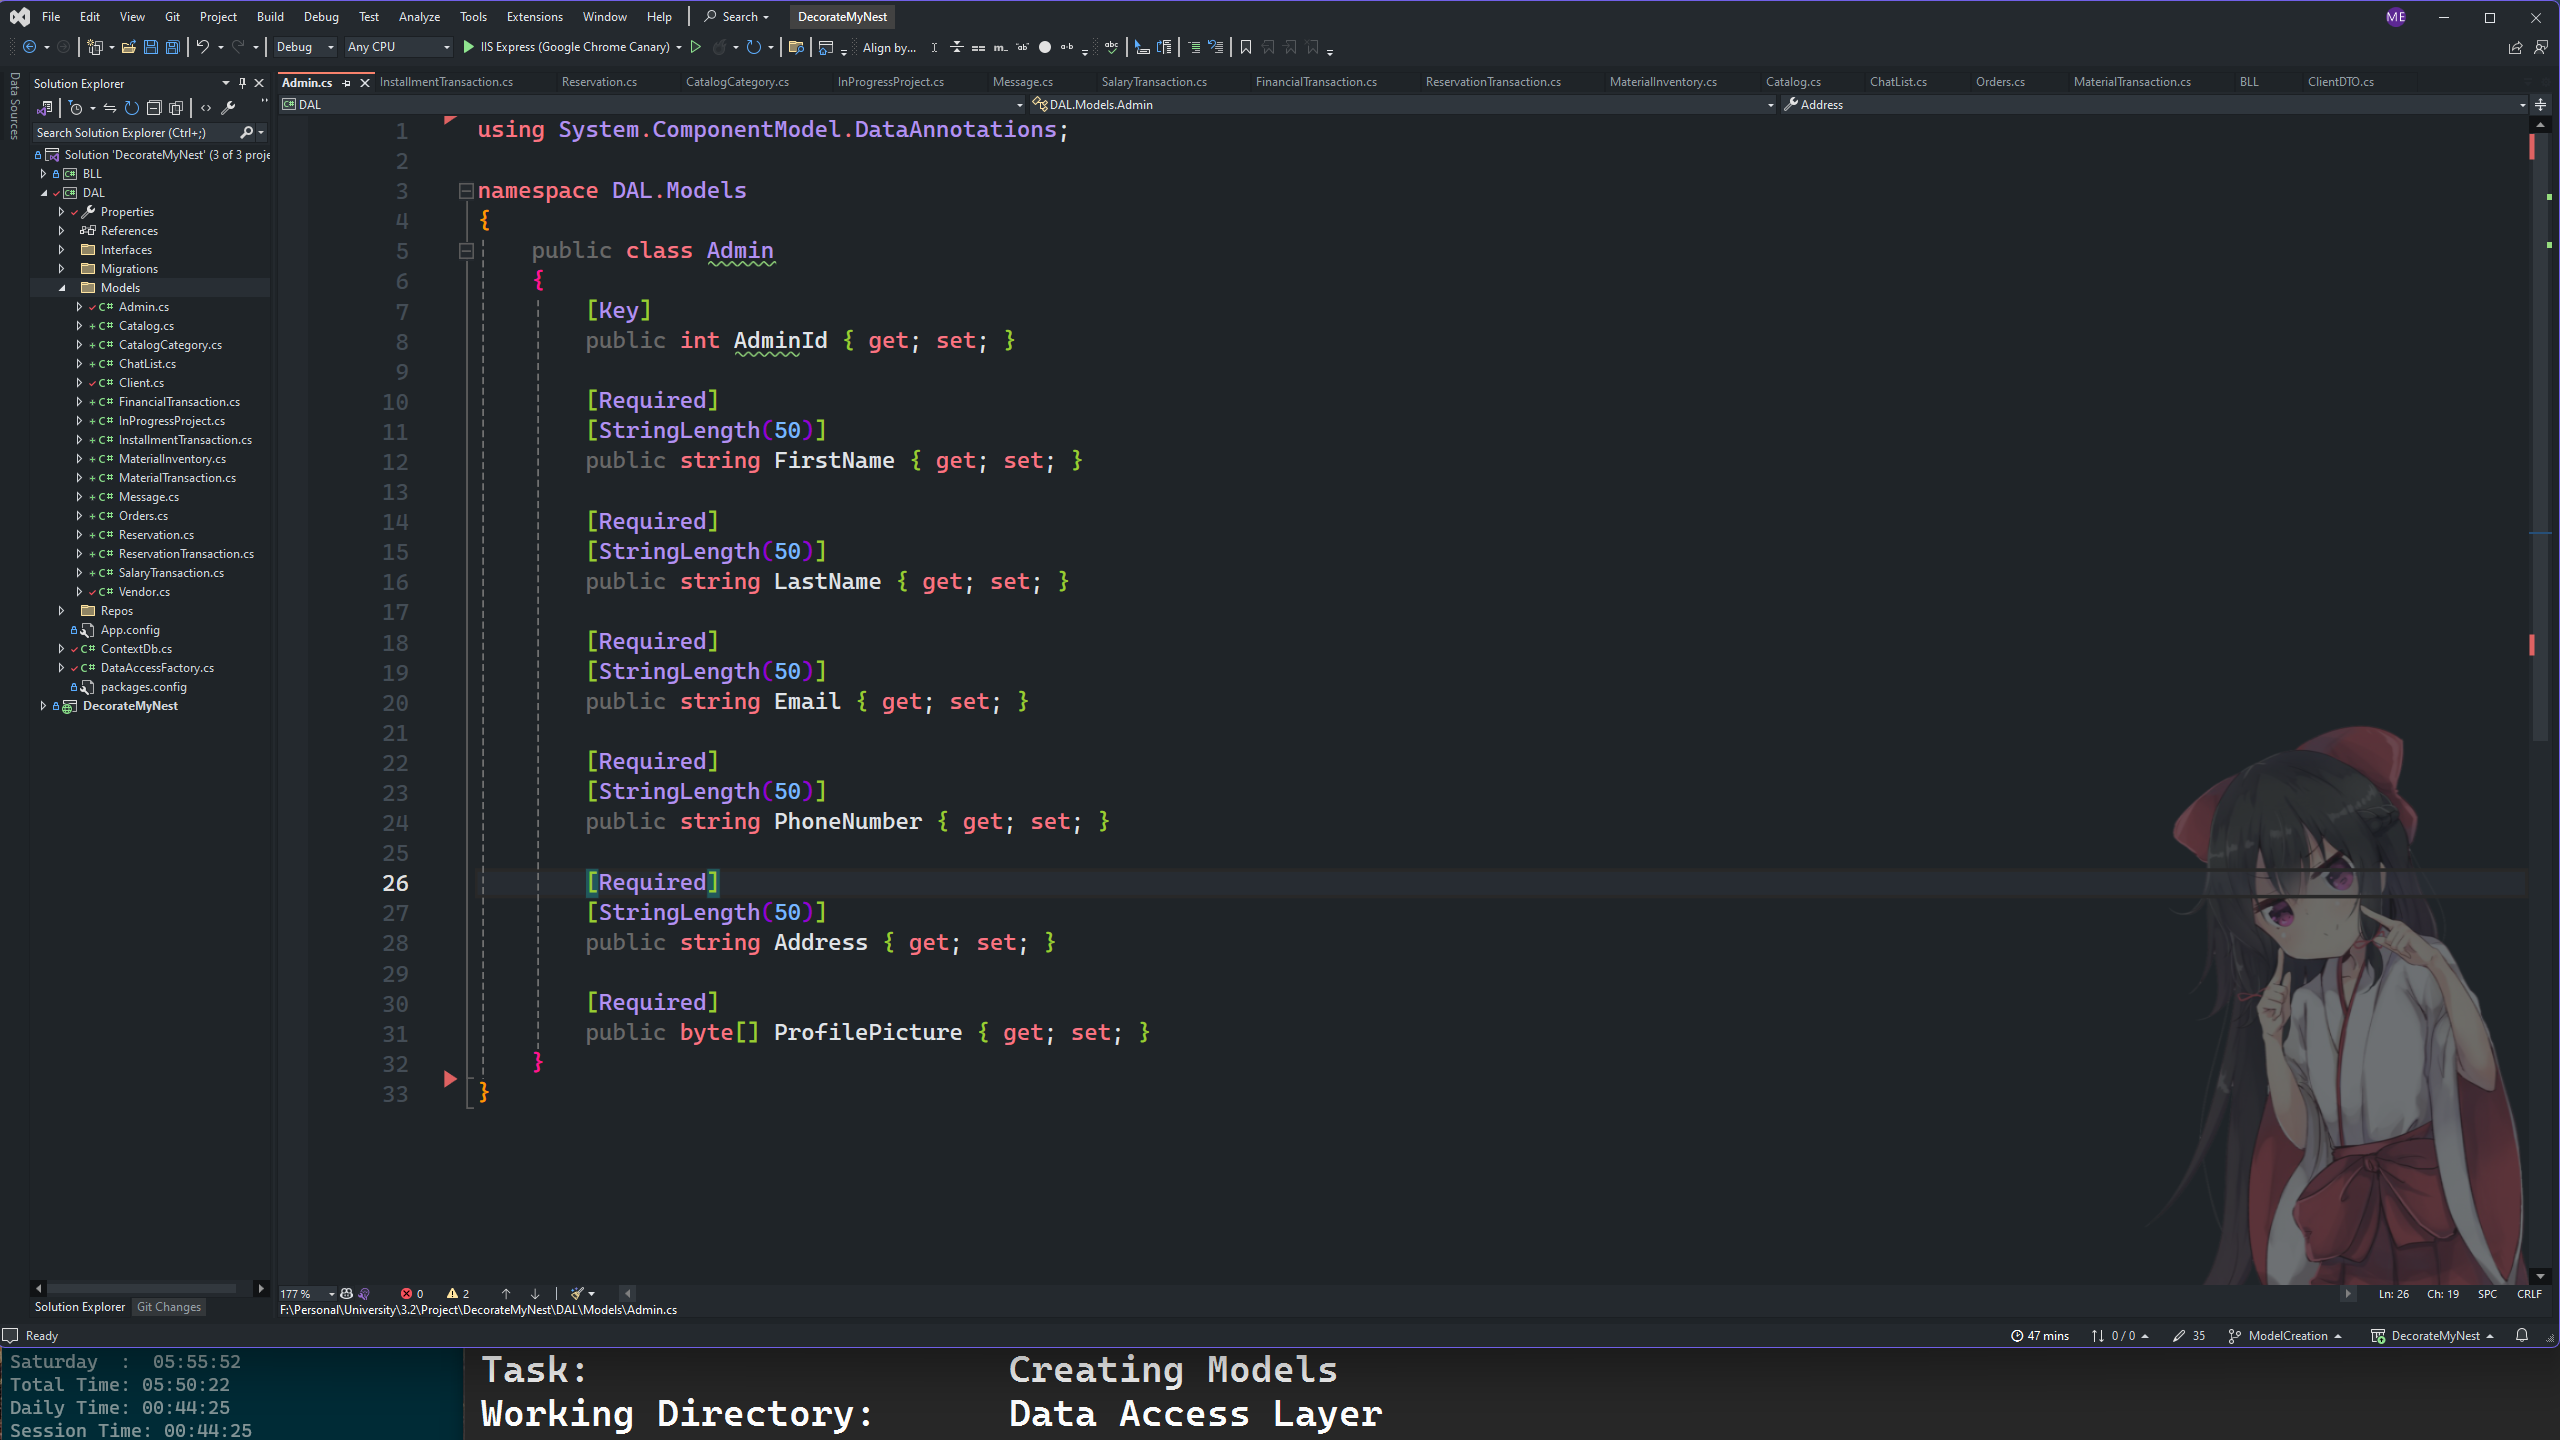 File Edit View Git Project Build Debug Test Analyze Tools Extensions Window Help Search DecorateMyNest ME
Debug Any CPU IIS Express (Google Chrome Canary) Align by...
Data Sources
Solution Explorer
Search Solution Explorer (Ctrl+;)
Solution 'DecorateMyNest' (3 of 3 proje
BLL
DAL
Properties
References
Interfaces
Migrations
Models
Admin.cs
Catalog.cs
CatalogCategory.cs
ChatList.cs
Client.cs
FinancialTransaction.cs
InProgressProject.cs
InstallmentTransaction.cs
MaterialInventory.cs
MaterialTransaction.cs
Message.cs
Orders.cs
Reservation.cs
ReservationTransaction.cs
SalaryTransaction.cs
Vendor.cs
Repos
App.config
ContextDb.cs
DataAccessFactory.cs
packages.config
DecorateMyNest
Solution Explorer Git Changes
Admin.cs InstallmentTransaction.cs Reservation.cs CatalogCategory.cs InProgressProject.cs Message.cs SalaryTransaction.cs FinancialTransaction.cs ReservationTransaction.cs MaterialInventory.cs Catalog.cs ChatList.cs Orders.cs MaterialTransaction.cs BLL ClientDTO.cs
DAL DAL.Models.Admin Address
1 using System.ComponentModel.DataAnnotations;
2
3 namespace DAL.Models
4 {
5 public class Admin
6 {
7 [Key]
8 public int AdminId { get; set; }
9
10 [Required]
11 [StringLength(50)]
12 public string FirstName { get; set; }
13
14 [Required]
15 [StringLength(50)]
16 public string LastName { get; set; }
17
18 [Required]
19 [StringLength(50)]
20 public string Email { get; set; }
21
22 [Required]
23 [StringLength(50)]
24 public string PhoneNumber { get; set; }
25
26 [Required]
27 [StringLength(50)]
28 public string Address { get; set; }
29
30 [Required]
31 public byte[] ProfilePicture { get; set; }
32 }
33 }
177 % 0 2 Ln: 26 Ch: 19 SPC CRLF
F:\Personal\University\3.2\Project\DecorateMyNest\DAL\Models\Admin.cs
Ready 47 mins 0 / 0 35 ModelCreation DecorateMyNest
Saturday : 05:55:52
Total Time: 05:50:22
Daily Time: 00:44:25
Session Time: 00:44:25
Task: Creating Models
Working Directory: Data Access Layer